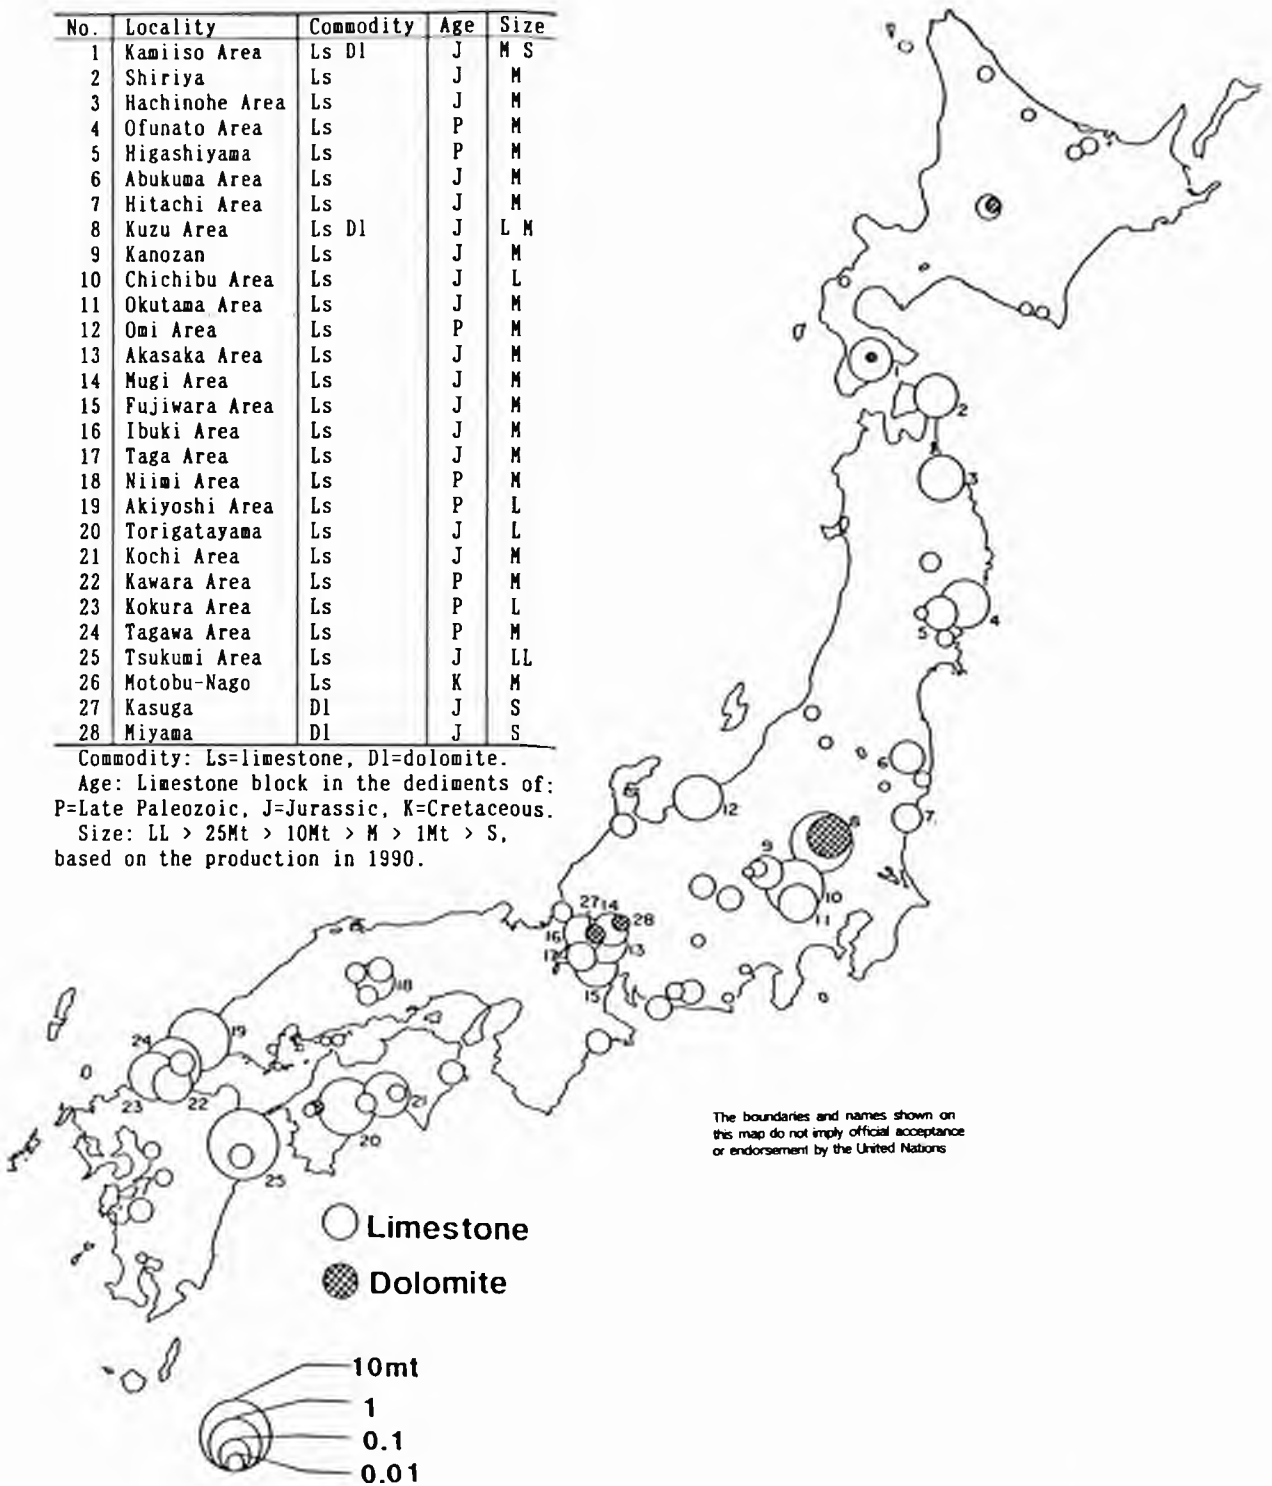 No. Locality Commodity Age Size
1 Kamiiso Area Ls Dl J M S
2 Shiriya Ls J M
3 Hachinohe Area Ls J M
4 Ofunato Area Ls P M
5 Higashiyama Ls P M
6 Abukuma Area Ls J M
7 Hitachi Area Ls J M
8 Kuzu Area Ls Dl J L M
9 Kanozan Ls J M
10 Chichibu Area Ls J L
11 Okutama Area Ls J M
12 Omi Area Ls P M
13 Akasaka Area Ls J M
14 Mugi Area Ls J M
15 Fujiwara Area Ls J M
16 Ibuki Area Ls J M
17 Taga Area Ls J M
18 Niimi Area Ls P M
19 Akiyoshi Area Ls P L
20 Torigatayama Ls J L
21 Kochi Area Ls J M
22 Kawara Area Ls P M
23 Kokura Area Ls P L
24 Tagawa Area Ls P M
25 Tsukumi Area Ls J LL
26 Motobu-Nago Ls K M
27 Kasuga Dl J S
28 Miyama Dl J S
Commodity: Ls=limestone, Dl=dolomite.
Age: Limestone block in the dediments of:
P=Late Paleozoic, J=Jurassic, K=Cretaceous.
Size: LL > 25Mt > 10Mt > M > 1Mt > S,
based on the production in 1990.
1
2
3
4
5
6
7
12
8
9
10
11
27 14
28
16
13
17
15
18
19
24
23
22
21
20
25
The boundaries and names shown on
this map do not imply official acceptance
or endorsement by the United Nations
Limestone
Dolomite
10mt
1
0.1
0.01